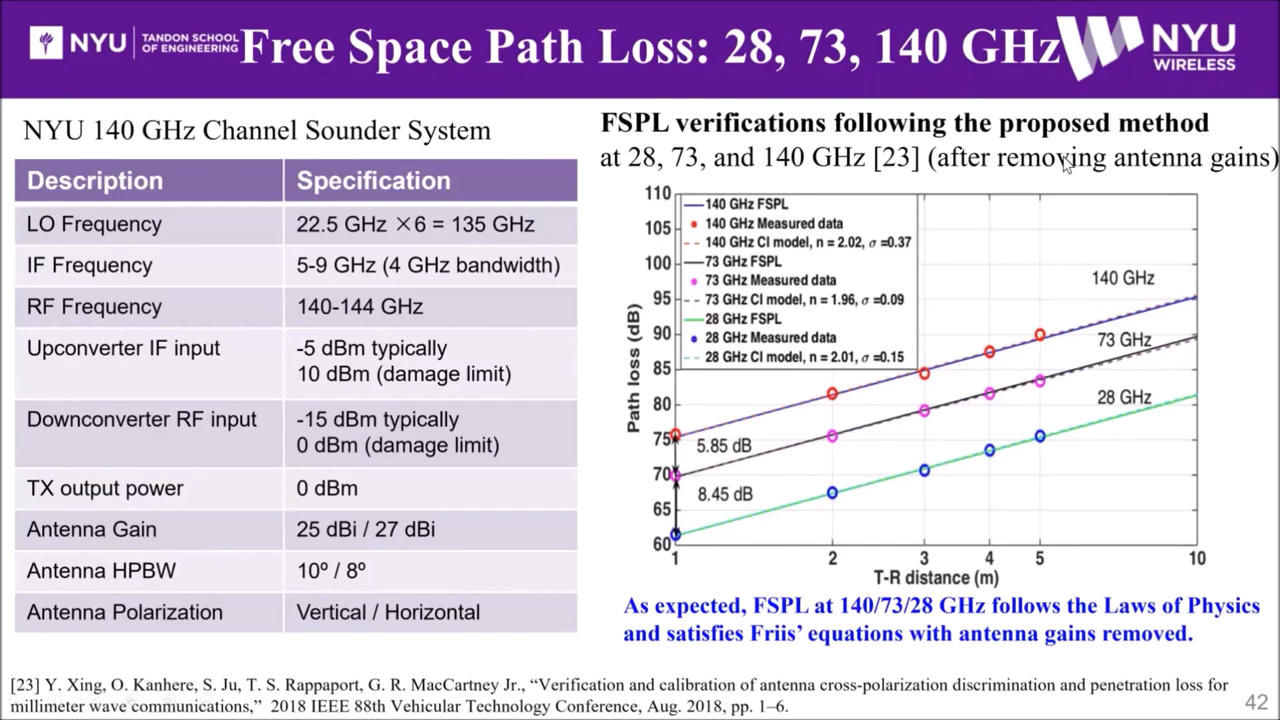 NYU TANDON SCHOOL OF ENGINEERING
Free Space Path Loss: 28, 73, 140 GHz
NYU WIRELESS
NYU 140 GHz Channel Sounder System
Description Specification
LO Frequency 22.5 GHz ×6 = 135 GHz
IF Frequency 5-9 GHz (4 GHz bandwidth)
RF Frequency 140-144 GHz
Upconverter IF input -5 dBm typically
10 dBm (damage limit)
Downconverter RF input -15 dBm typically
0 dBm (damage limit)
TX output power 0 dBm
Antenna Gain 25 dBi / 27 dBi
Antenna HPBW 10º / 8º
Antenna Polarization Vertical / Horizontal
FSPL verifications following the proposed method
at 28, 73, and 140 GHz [23] (after removing antenna gains)
140 GHz FSPL
140 GHz Measured data
140 GHz CI model, n = 2.02, σ =0.37
73 GHz FSPL
73 GHz Measured data
73 GHz CI model, n = 1.96, σ =0.09
28 GHz FSPL
28 GHz Measured data
28 GHz CI model, n = 2.01, σ =0.15
140 GHz
73 GHz
28 GHz
5.85 dB
8.45 dB
Path loss (dB)
110
105
100
95
90
85
80
75
70
65
60
1 2 3 4 5 10
T-R distance (m)
As expected, FSPL at 140/73/28 GHz follows the Laws of Physics
and satisfies Friis’ equations with antenna gains removed.
[23] Y. Xing, O. Kanhere, S. Ju, T. S. Rappaport, G. R. MacCartney Jr., “Verification and calibration of antenna cross-polarization discrimination and penetration loss for
millimeter wave communications,” 2018 IEEE 88th Vehicular Technology Conference, Aug. 2018, pp. 1–6.
42